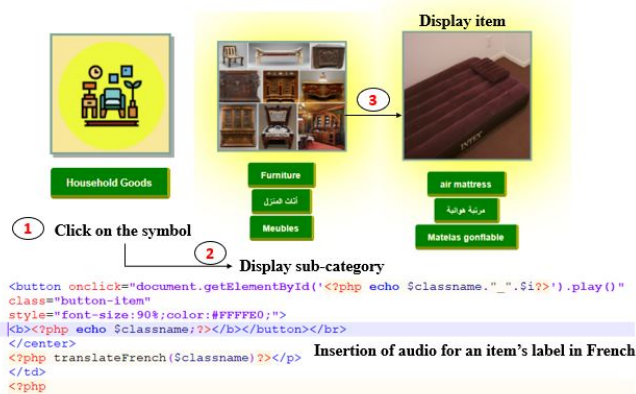 Display item
Household Goods
Furniture
أثاث المنزل
Meubles
3
INTEX
air mattress
مرتبة هوائية
Matelas gonflable
1 Click on the symbol
2
Display sub-category
<button onclick="document.getElementById('<?php echo $classname."_".$i?>').play()"
class="button-item"
style="font-size:90%;color:#FFFFE0;">
<b><?php echo $classname;?></b></button></br>
</center>
<?php translateFrench($classname)?></p>
Insertion of audio for an item's label in French
</td>
<?php